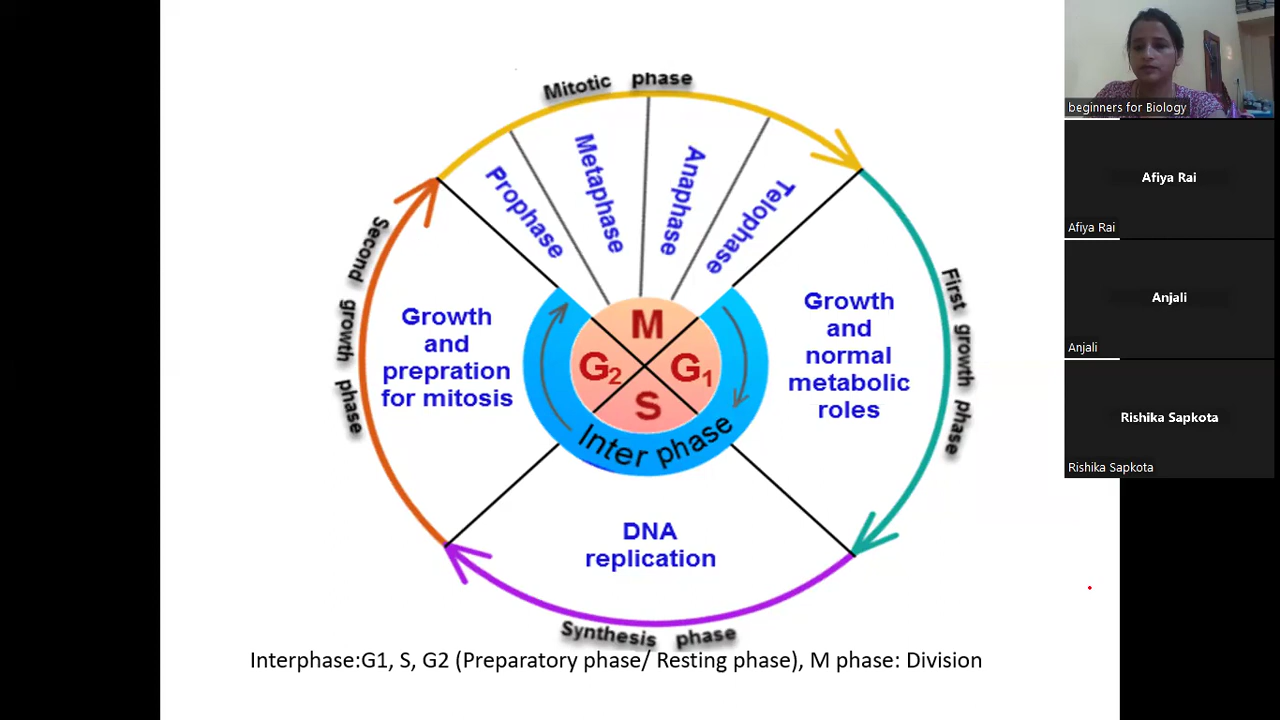 Mitotic phase
Prophase
Metaphase
Anaphase
Telophase
Second growth phase
First growth phase
Growth
and
prepration
for mitosis
Growth
and
normal
metabolic
roles
M
G₂
G₁
S
Inter phase
DNA
replication
Synthesis phase
Interphase:G1, S, G2 (Preparatory phase/ Resting phase), M phase: Division
beginners for Biology
Afiya Rai
Afiya Rai
Anjali
Anjali
Rishika Sapkota
Rishika Sapkota